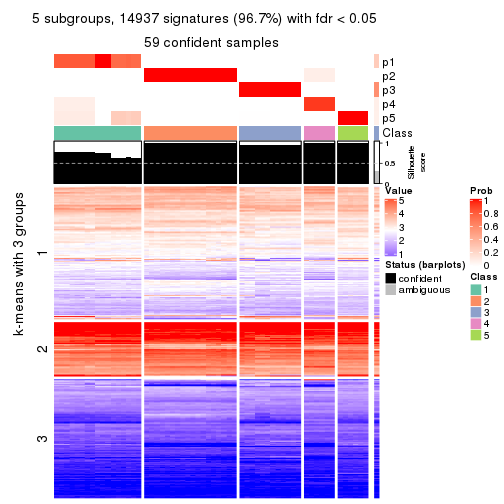 5 subgroups, 14937 signatures (96.7%) with fdr < 0.05
59 confident samples
p1
p2
p3
p4
p5
Class
1
0.5
0
Silhouette
score
k-means with 3 groups
1
2
3
Value
5
4
3
2
1
Status (barplots)
confident
ambiguous
Prob
1
0.8
0.6
0.4
0.2
0
Class
1
2
3
4
5